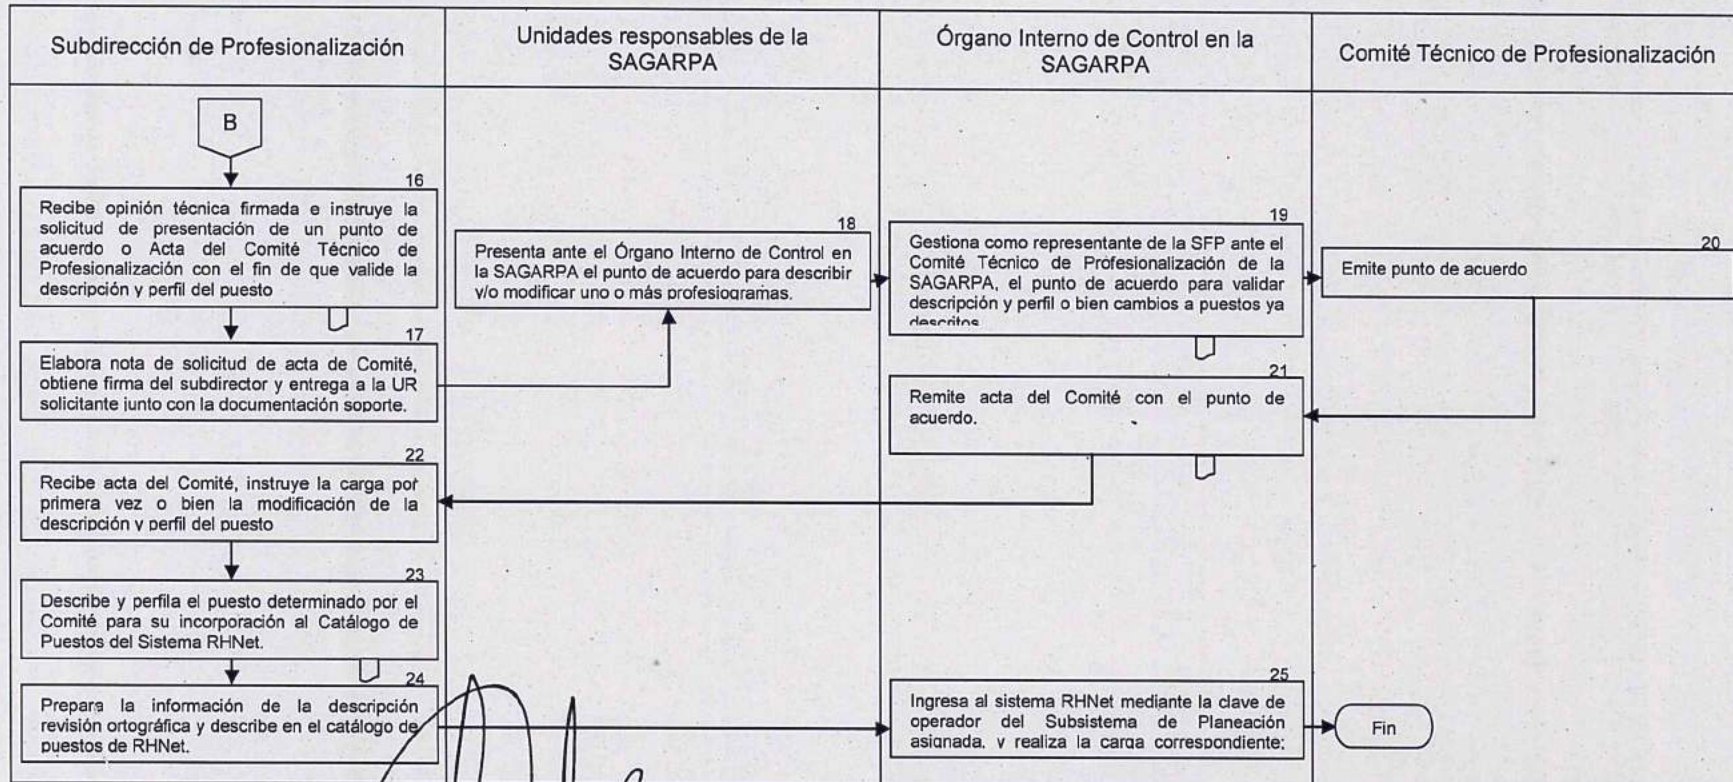 Subdirección de Profesionalización
Unidades responsables de la
SAGARPA
Órgano Interno de Control en la
SAGARPA
Comité Técnico de Profesionalización
B
16
Recibe opinión técnica firmada e instruye la
solicitud de presentación de un punto de
acuerdo o Acta del Comité Técnico de
Profesionalización con el fin de que valide la
descripción y perfil del puesto
17
Elabora nota de solicitud de acta de Comité,
obtiene firma del subdirector y entrega a la UR
solicitante junto con la documentación soporte.
18
Presenta ante el Órgano Interno de Control en
la SAGARPA el punto de acuerdo para describir
y/o modificar uno o más profesiogramas.
19
Gestiona como representante de la SFP ante el
Comité Técnico de Profesionalización de la
SAGARPA, el punto de acuerdo para validar
descripción y perfil o bien cambios a puestos ya
descritos
20
Emite punto de acuerdo
21
Remite acta del Comité con el punto de
acuerdo.
22
Recibe acta del Comité, instruye la carga por
primera vez o bien la modificación de la
descripción y perfil del puesto
23
Describe y perfila el puesto determinado por el
Comité para su incorporación al Catálogo de
Puestos del Sistema RHNet.
24
Prepara la información de la descripción
revisión ortográfica y describe en el catálogo de
puestos de RHNet.
25
Ingresa al sistema RHNet mediante la clave de
operador del Subsistema de Planeación
asignada, y realiza la carga correspondiente;
Fin